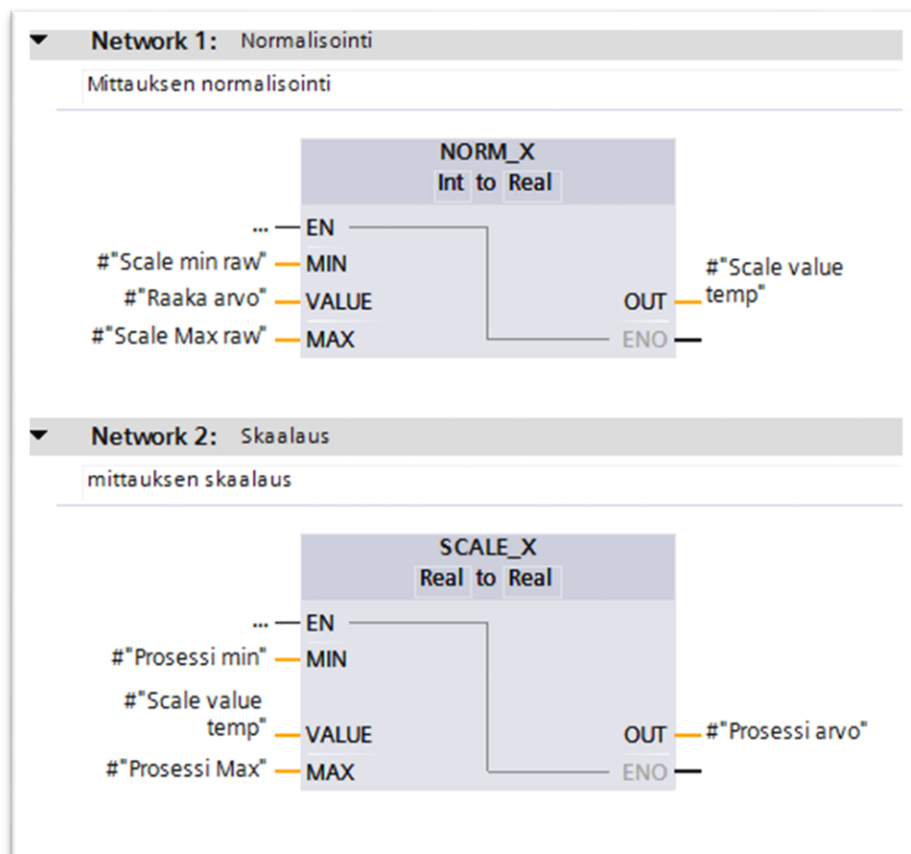 Network 1: Normalisointi
Mittauksen normalisointi
NORM_X
Int to Real
... EN
#"Scale min raw" MIN
#"Scale value
#"Raaka arvo" VALUE OUT temp"
#"Scale Max raw" MAX ENO
Network 2: Skaalaus
mittauksen skaalaus
SCALE_X
Real to Real
... EN
#"Prosessi min" MIN
#"Scale value
temp" VALUE OUT #"Prosessi arvo"
#"Prosessi Max" MAX ENO